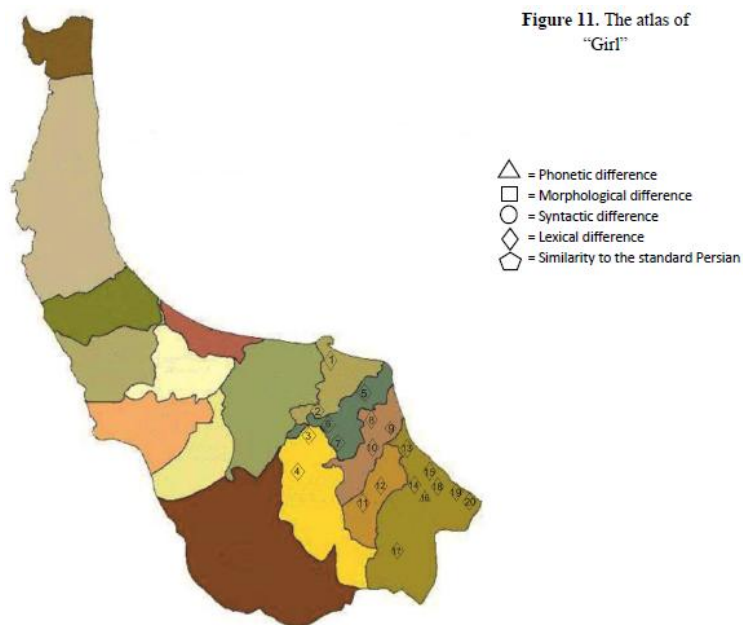 Figure 11. The atlas of
“Girl”
= Phonetic difference
= Morphological difference
= Syntactic difference
= Lexical difference
= Similarity to the standard Persian
1
5
2
8
6
9
3
7
10
13
4
15
12
14
18
11
16
19
20
17